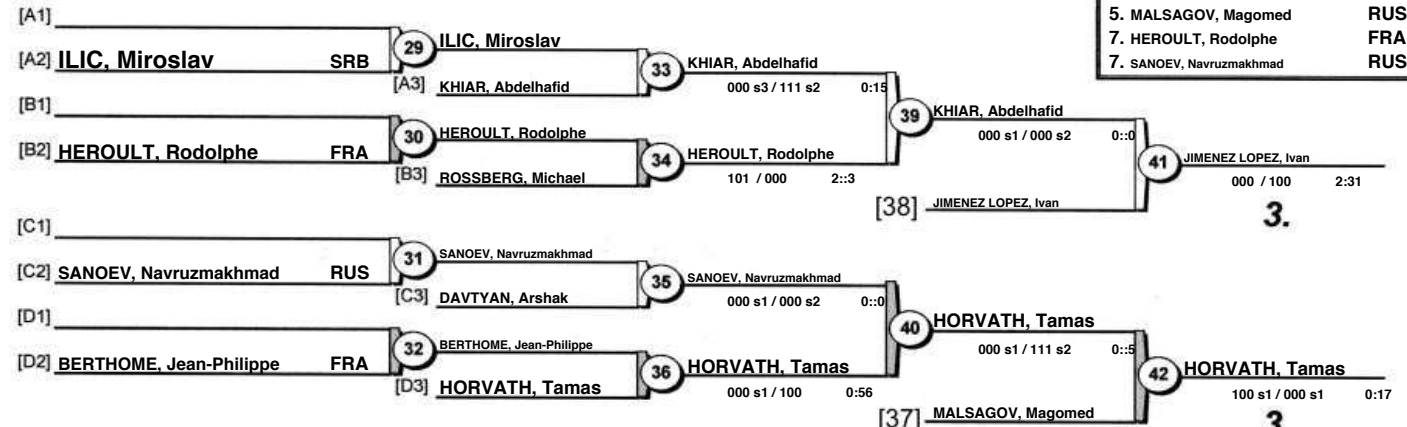 [A1]
[A2] ILIC, Miroslav SRB
29
ILIC, Miroslav
[A3] KHIAR, Abdelhafid
33
KHIAR, Abdelhafid
000 s3 / 111 s2 0:15
[B1]
[B2] HEROULT, Rodolphe FRA
30
HEROULT, Rodolphe
[B3] ROSSBERG, Michael
34
HEROULT, Rodolphe
101 / 000 2::3
39
KHIAR, Abdelhafid
000 s1 / 000 s2 0::0
[38] JIMENEZ LOPEZ, Ivan
41
JIMENEZ LOPEZ, Ivan
000 / 100 2:31
3.
[C1]
[C2] SANOEV, Navruzmakhmad RUS
31
SANOEV, Navruzmakhmad
[C3] DAVTYAN, Arshak
35
SANOEV, Navruzmakhmad
000 s1 / 000 s2 0::0
[D1]
[D2] BERTHOME, Jean-Philippe FRA
32
BERTHOME, Jean-Philippe
[D3] HORVATH, Tamas
36
HORVATH, Tamas
000 s1 / 100 0:56
40
HORVATH, Tamas
000 s1 / 111 s2 0::5
[37] MALSAGOV, Magomed
42
HORVATH, Tamas
100 s1 / 000 s1 0:17
3.
5. MALSAGOV, Magomed RUS
7. HEROULT, Rodolphe FRA
7. SANOEV, Navruzmakhmad RUS